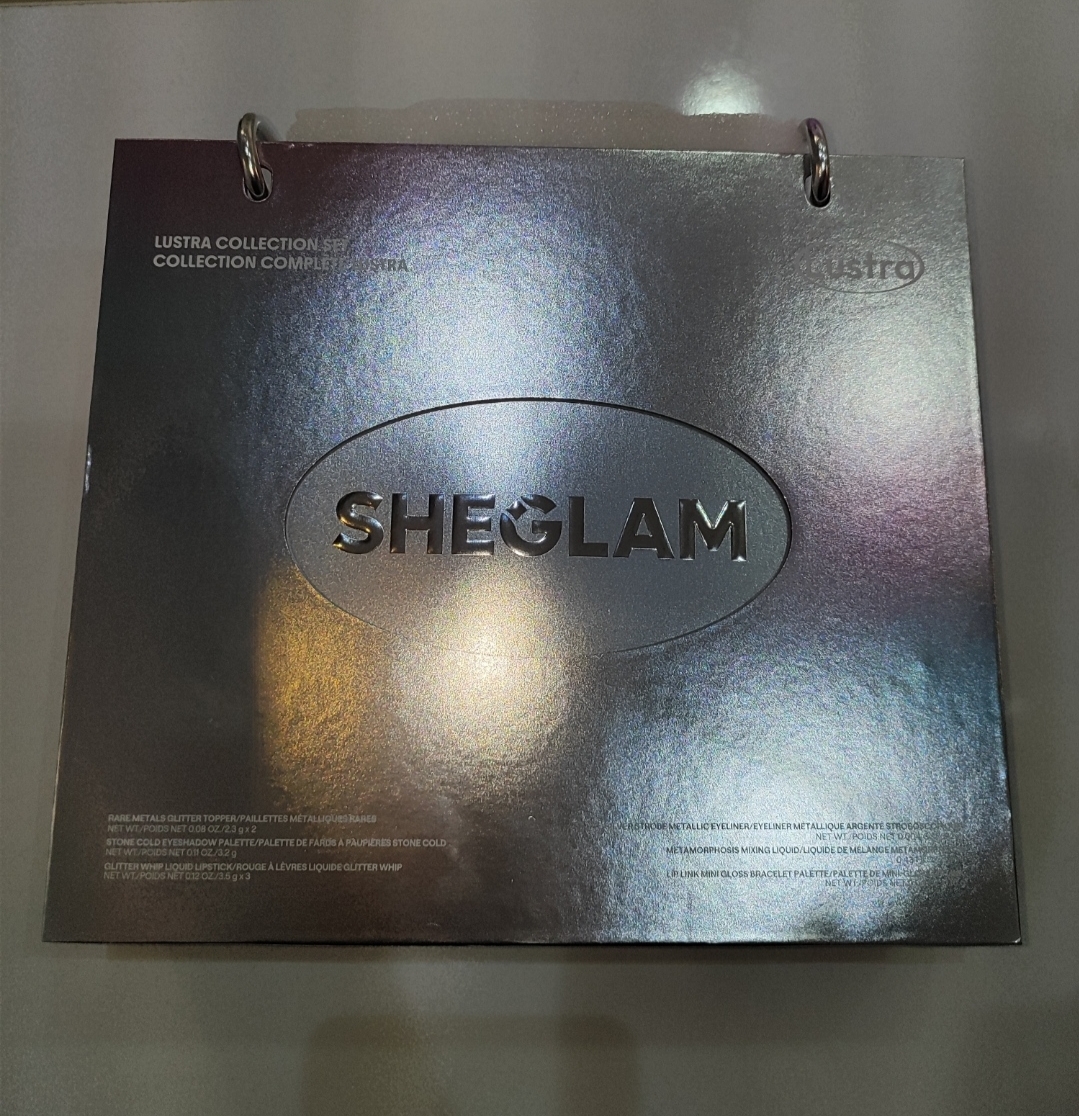 LUSTRA COLLECTION SET
COLLECTION COMPLETE LUSTRA
Lustra
SHEGLAM
RARE METALS GLITTER TOPPER/PAILLETTES MÉTALLIQUES RARES
NET WT./POIDS NET 0.08 OZ./2.3 g x 2
STONE COLD EYESHADOW PALETTE/PALETTE DE FARDS À PAUPIÈRES STONE COLD
NET WT./POIDS NET 0.11 OZ./3.2 g
GLITTER WHIP LIQUID LIPSTICK/ROUGE À LÈVRES LIQUIDE GLITTER WHIP
NET WT./POIDS NET 0.12 OZ./3.5 g x 3
METALLIC EYELINER/EYELINER MÉTALLIQUE ARGENTÉ
NET WT./POIDS NET
METAMORPHOSIS MIXING LIQUID/LIQUIDE DE MÉLANGE
LIP LINK MINI GLOSS BRACELET PALETTE/PALETTE DE MINI
NET WT./POIDS NET